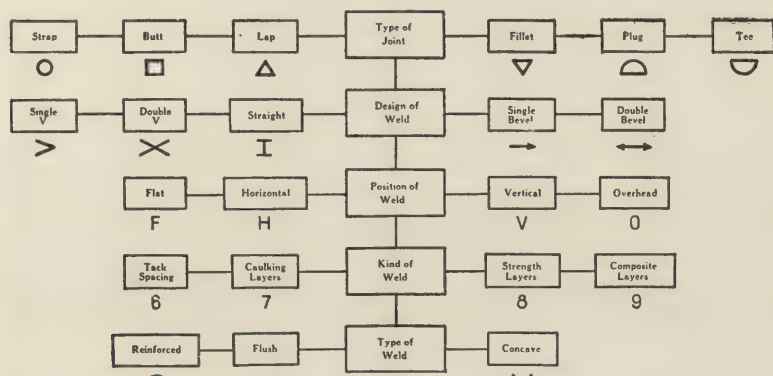 Strap Butt Lap Type of Joint Fillet Plug Tee
Single V Double V Straight Design of Weld Single Bevel Double Bevel
Flat Horizontal Position of Weld Vertical Overhead
F H V O
Tack Spacing Caulking Layers Kind of Weld Strength Layers Composite Layers
6 7 8 9
Reinforced Flush Type of Weld Concave